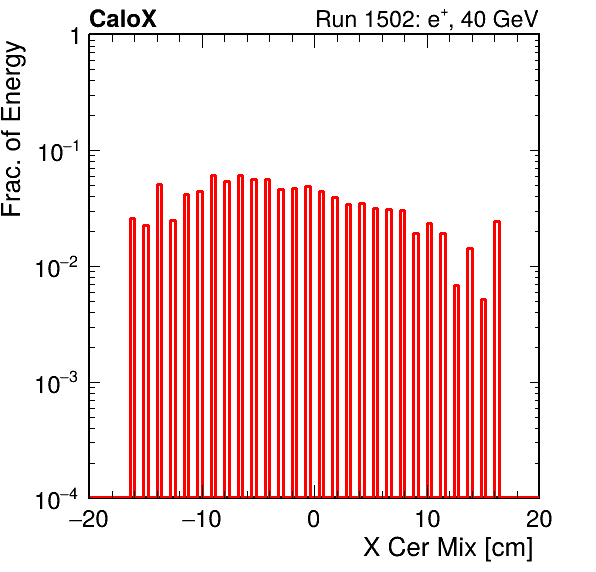 CaloX Run 1502: e⁺, 40 GeV
Frac. of Energy
1
10⁻¹
10⁻²
10⁻³
10⁻⁴
−20 −10 0 10 20
X Cer Mix [cm]